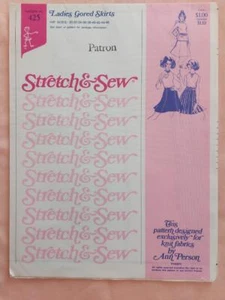 425
Ladies Gored Skirts
Patron
Stretch & Sew
Stretch & Sew
Stretch & Sew
Stretch & Sew
Stretch & Sew
Stretch & Sew
Stretch & Sew
Stretch & Sew
Stretch & Sew
Stretch & Sew
This
pattern designed
exclusively for
knit fabrics
by
Ann Person